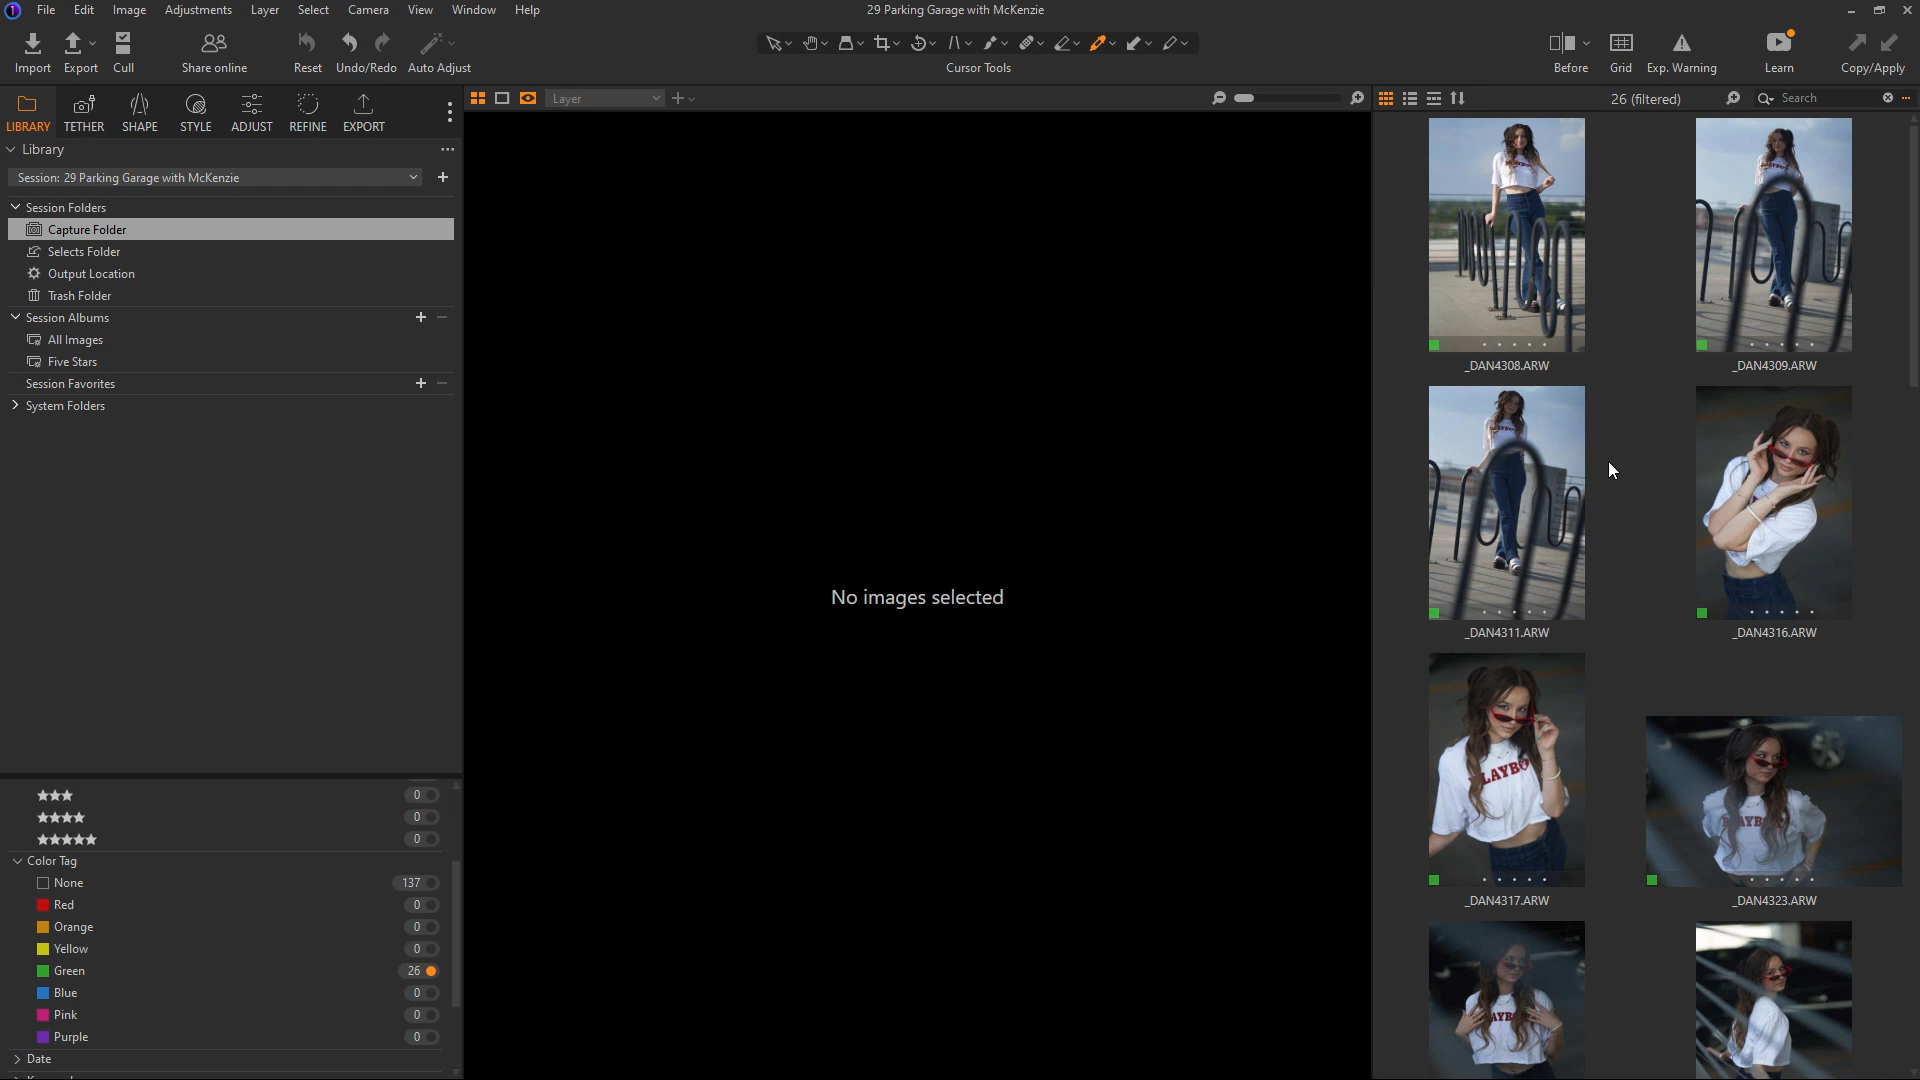 File Edit Image Adjustments Layer Select Camera View Window Help
29 Parking Garage with McKenzie
Import Export Cull Share online Reset Undo/Redo Auto Adjust
Cursor Tools
Before Grid Exp. Warning Learn Copy/Apply
LIBRARY TETHER SHAPE STYLE ADJUST REFINE EXPORT
Layer
26 (filtered)
Search
Library
Session: 29 Parking Garage with McKenzie
Session Folders
Capture Folder
Selects Folder
Output Location
Trash Folder
Session Albums
All Images
Five Stars
Session Favorites
System Folders
0
0
0
Color Tag
None 137
Red 0
Orange 0
Yellow 0
Green 26
Blue 0
Pink 0
Purple 0
Date
No images selected
_DAN4308.ARW
_DAN4309.ARW
_DAN4311.ARW
_DAN4316.ARW
_DAN4317.ARW
_DAN4323.ARW